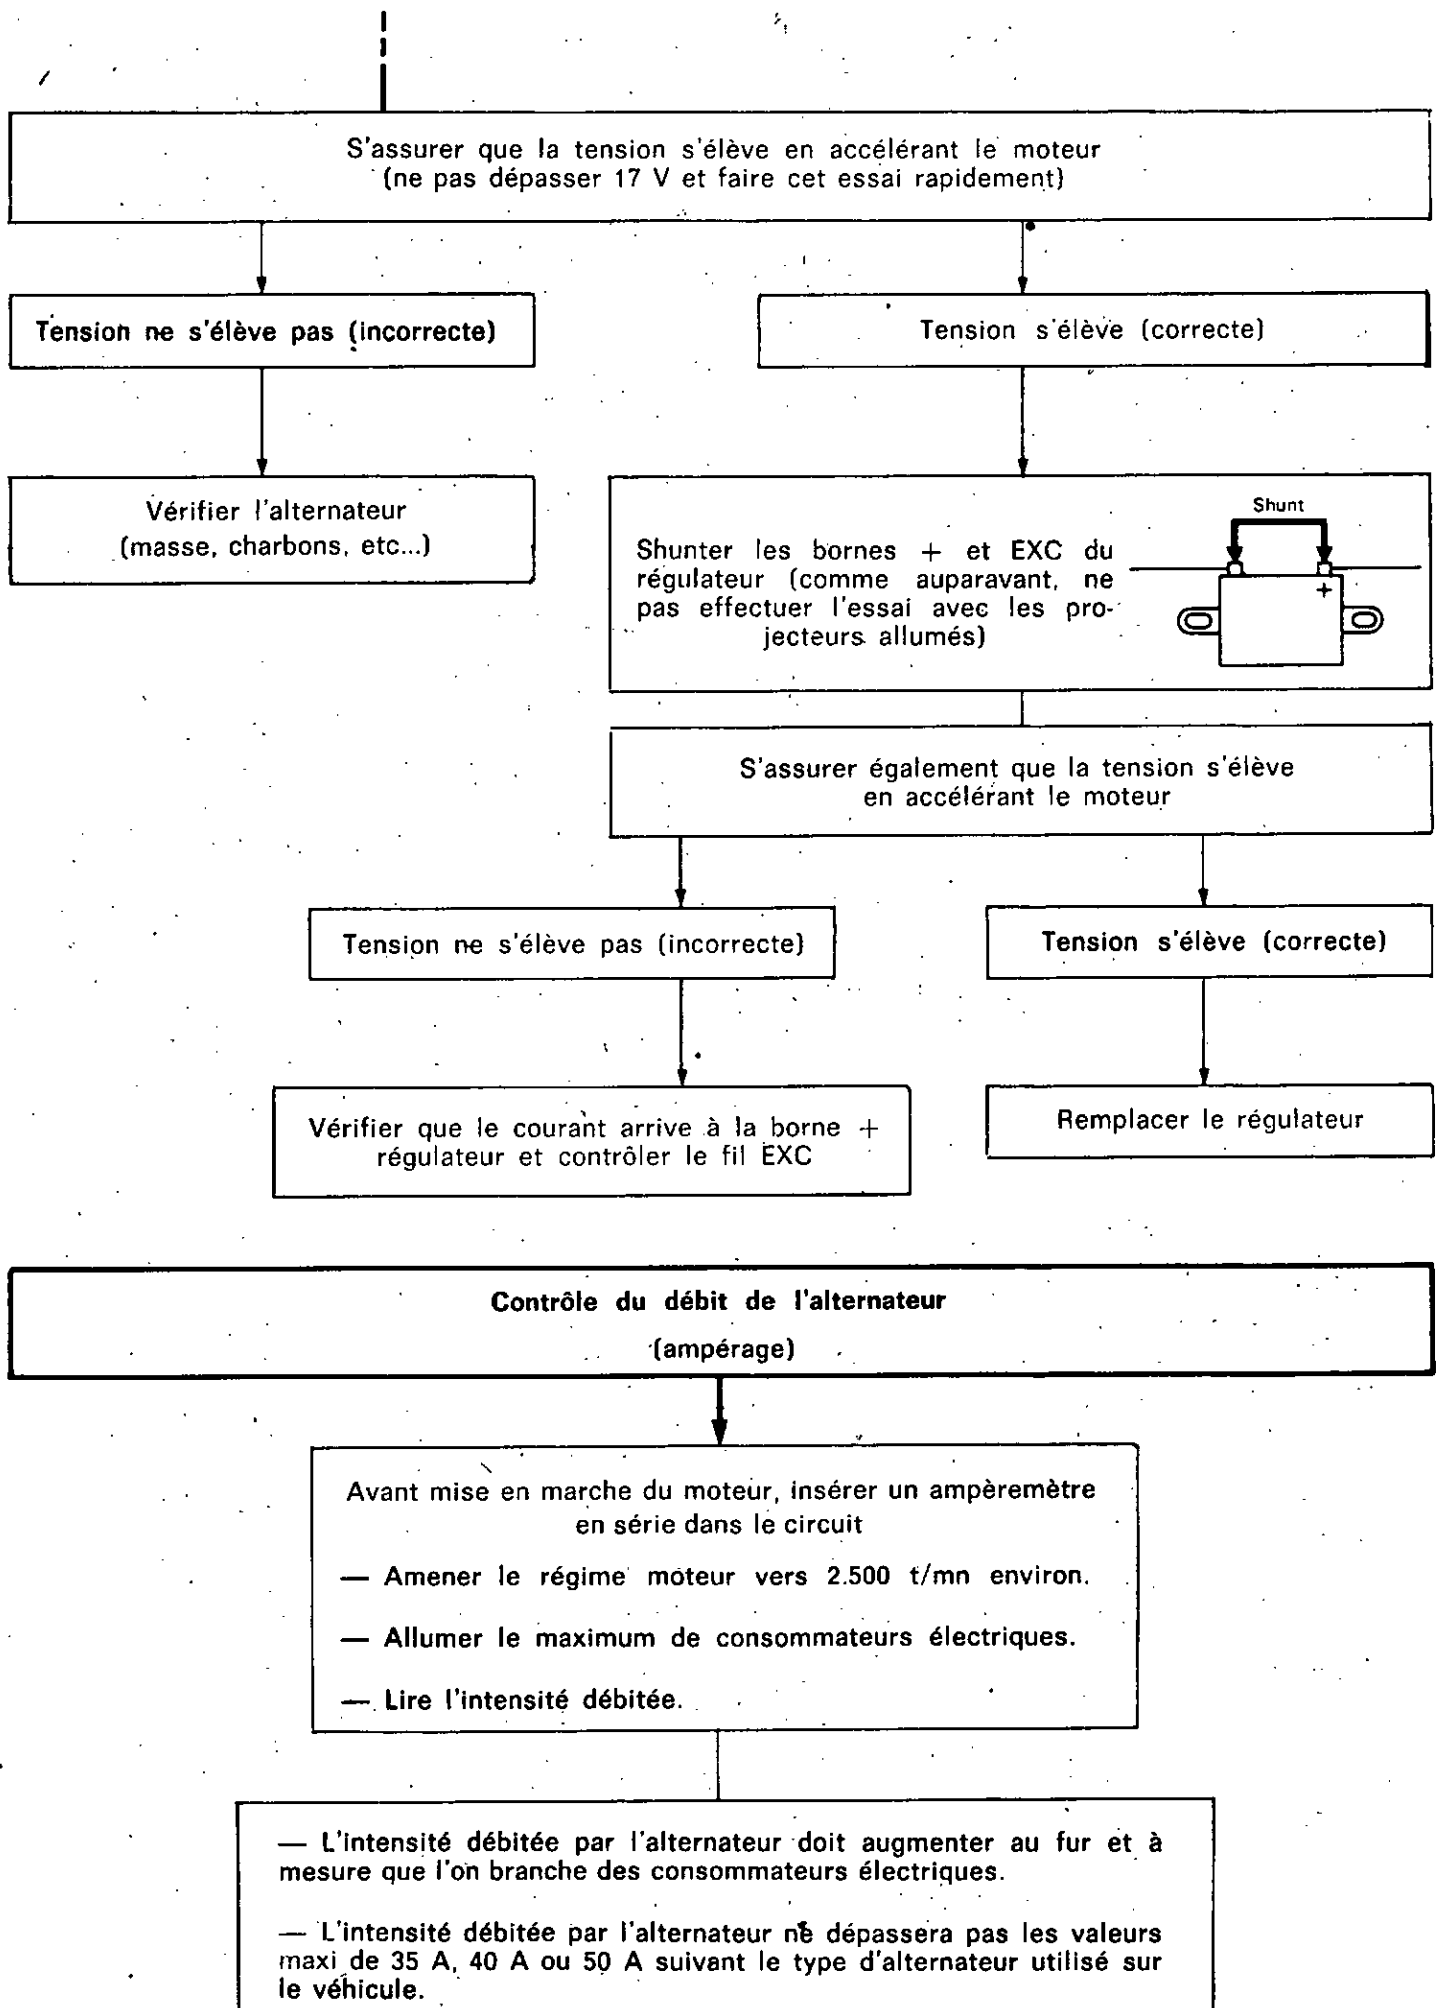 S'assurer que la tension s'élève en accélérant le moteur
(ne pas dépasser 17 V et faire cet essai rapidement)
Tension ne s'élève pas (incorrecte)
Tension s'élève (correcte)
Vérifier l'alternateur
(masse, charbons, etc...)
Shunter les bornes + et EXC du
régulateur (comme auparavant, ne
pas effectuer l'essai avec les pro-
jecteurs allumés)
Shunt
+
S'assurer également que la tension s'élève
en accélérant le moteur
Tension ne s'élève pas (incorrecte)
Tension s'élève (correcte)
Vérifier que le courant arrive à la borne +
régulateur et contrôler le fil EXC
Remplacer le régulateur
Contrôle du débit de l'alternateur
(ampérage)
Avant mise en marche du moteur, insérer un ampèremètre
en série dans le circuit
— Amener le régime moteur vers 2.500 t/mn environ.
— Allumer le maximum de consommateurs électriques.
— Lire l'intensité débitée.
— L'intensité débitée par l'alternateur doit augmenter au fur et à
mesure que l'on branche des consommateurs électriques.
— L'intensité débitée par l'alternateur ne dépassera pas les valeurs
maxi de 35 A, 40 A ou 50 A suivant le type d'alternateur utilisé sur
le véhicule.